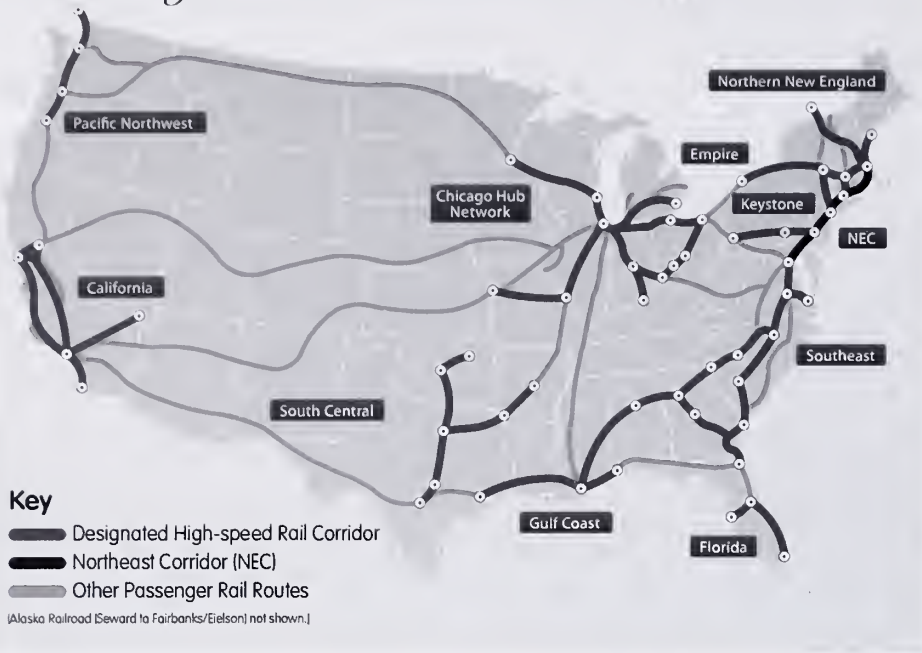 Northern New England
Pacific Northwest
Empire
Chicago Hub
Network
Keystone
NEC
California
Southeast
South Central
Gulf Coast
Florida
Key
Designated High-speed Rail Corridor
Northeast Corridor (NEC)
Other Passenger Rail Routes
[Alaska Railroad [Seward to Fairbanks/Eielson] not shown.]